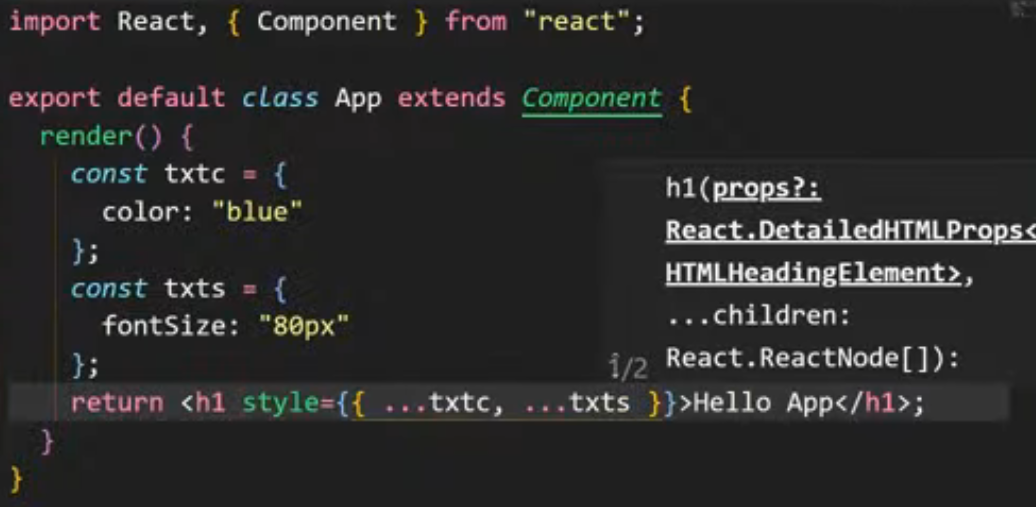 import React, { Component } from "react";
export default class App extends Component {
render() {
const txtc = {
color: "blue"
};
const txts = {
fontSize: "80px"
};
return <h1 style={{ ...txtc, ...txts }}>Hello App</h1>;
}
}
h1(props?:
React.DetailedHTMLProps<
HTMLHeadingElement>,
...children:
1/2 React.ReactNode[]):